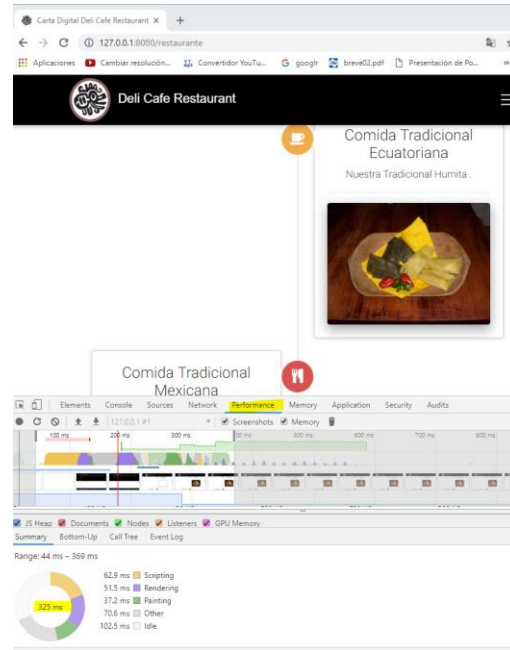 Carta Digital Deli Cafe Restaurant
127.0.0.1:8080/restaurante
Aplicaciones Cambiar resolución... Convertidor YouTu... googlr breve02.pdf Presentación de Po... »
Deli Cafe Restaurant
Comida Tradicional
Ecuatoriana
Nuestra Tradicional Humita .
Comida Tradicional
Mexicana
Elements Console Sources Network Performance Memory Application Security Audits
127.0.0.1 #1 Screenshots Memory
100 ms 200 ms 300 ms 500 ms 600 ms 700 ms 800 ms
JS Heap Documents Nodes Listeners GPU Memory
Summary Bottom-Up Call Tree Event Log
Range: 44 ms – 369 ms
62.9 ms Scripting
51.5 ms Rendering
325 ms
37.2 ms Painting
70.6 ms Other
102.5 ms Idle